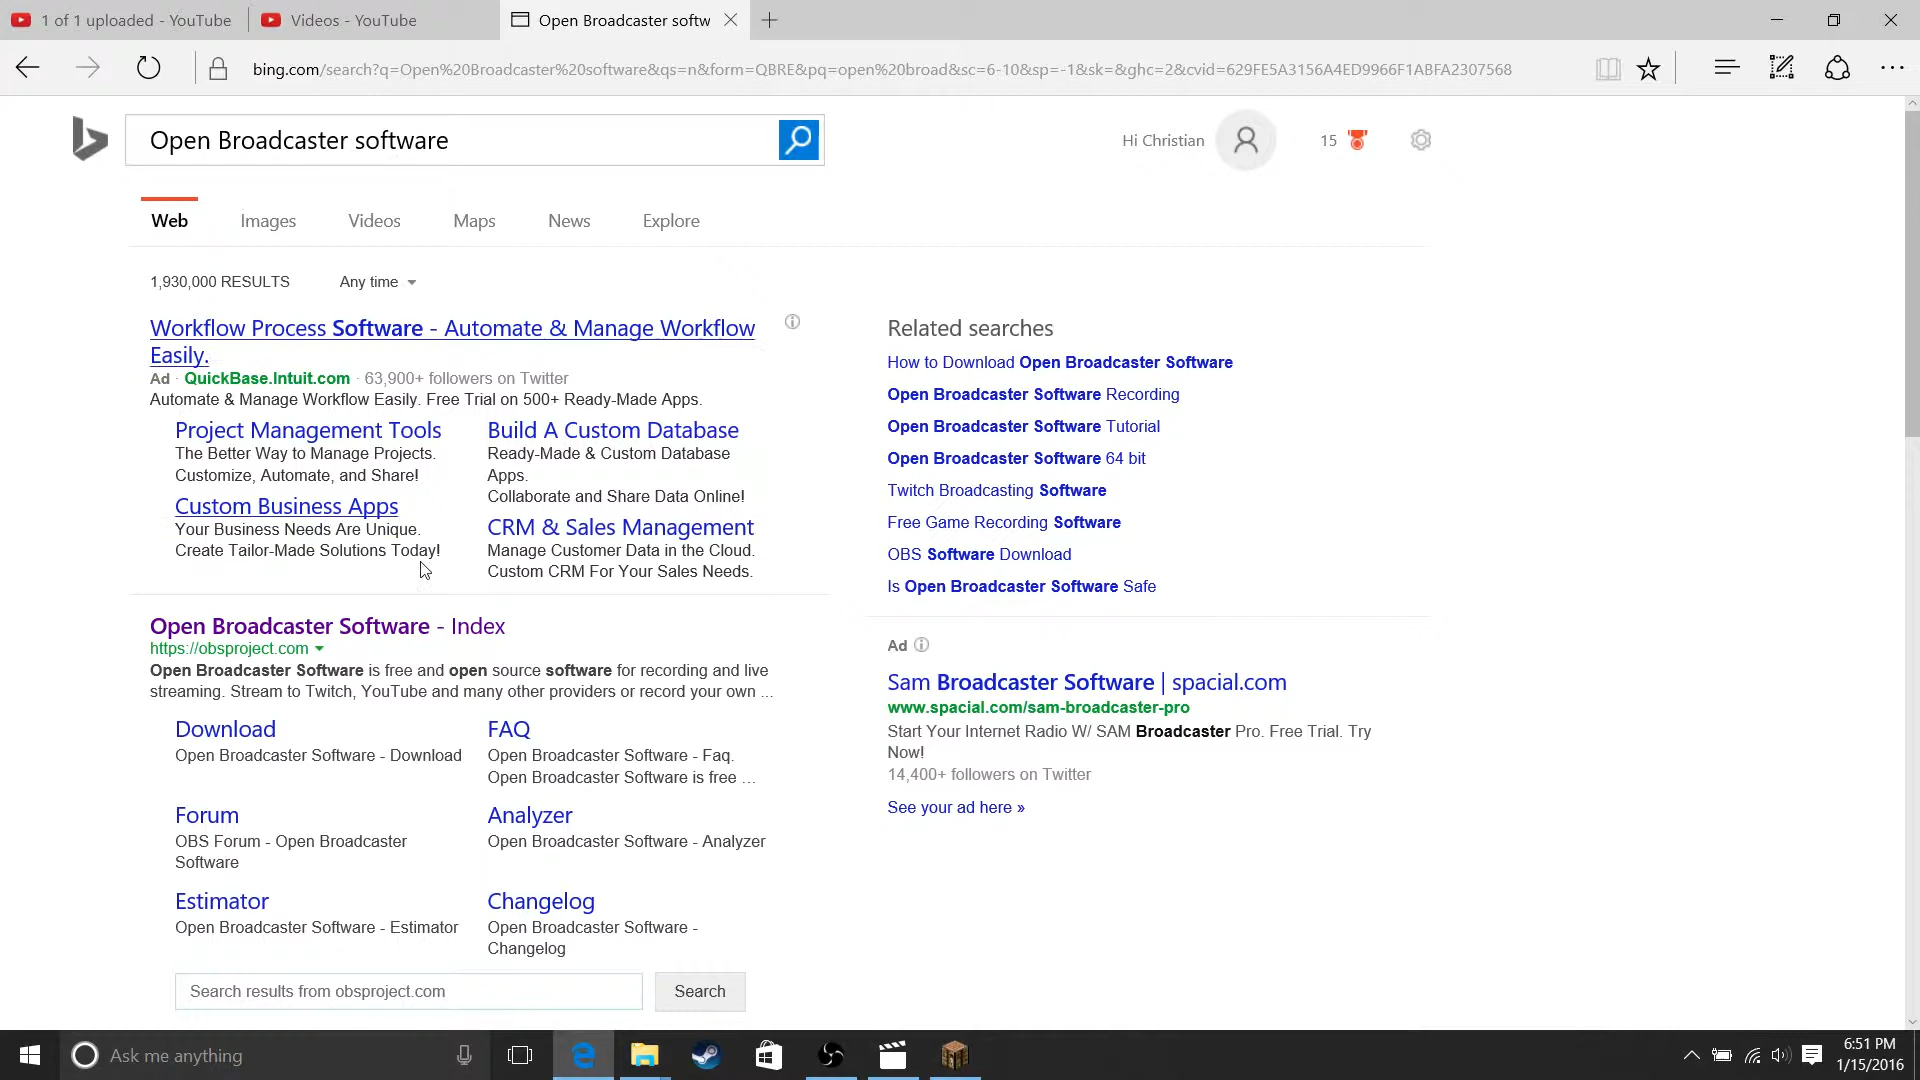 1 of 1 uploaded - YouTube
Videos - YouTube
Open Broadcaster softw
bing.com/search?q=Open%20Broadcaster%20software&qs=n&form=QBRE&pq=open%20broad&sc=6-10&sp=-1&sk=&ghc=2&cvid=629FE5A3156A4ED9966F1ABFA2307568
Open Broadcaster software
Hi Christian
15
Web
Images
Videos
Maps
News
Explore
1,930,000 RESULTS
Any time
Workflow Process Software - Automate & Manage Workflow
Easily.
Ad · QuickBase.Intuit.com · 63,900+ followers on Twitter
Automate & Manage Workflow Easily. Free Trial on 500+ Ready-Made Apps.
Project Management Tools
The Better Way to Manage Projects.
Customize, Automate, and Share!
Custom Business Apps
Your Business Needs Are Unique.
Create Tailor-Made Solutions Today!
Build A Custom Database
Ready-Made & Custom Database
Apps.
Collaborate and Share Data Online!
CRM & Sales Management
Manage Customer Data in the Cloud.
Custom CRM For Your Sales Needs.
Open Broadcaster Software - Index
https://obsproject.com
Open Broadcaster Software is free and open source software for recording and live
streaming. Stream to Twitch, YouTube and many other providers or record your own ...
Download
Open Broadcaster Software - Download
FAQ
Open Broadcaster Software - Faq.
Open Broadcaster Software is free ...
Forum
OBS Forum - Open Broadcaster
Software
Analyzer
Open Broadcaster Software - Analyzer
Estimator
Open Broadcaster Software - Estimator
Changelog
Open Broadcaster Software -
Changelog
Search results from obsproject.com
Search
Related searches
How to Download Open Broadcaster Software
Open Broadcaster Software Recording
Open Broadcaster Software Tutorial
Open Broadcaster Software 64 bit
Twitch Broadcasting Software
Free Game Recording Software
OBS Software Download
Is Open Broadcaster Software Safe
Ad
Sam Broadcaster Software | spacial.com
www.spacial.com/sam-broadcaster-pro
Start Your Internet Radio W/ SAM Broadcaster Pro. Free Trial. Try
Now!
14,400+ followers on Twitter
See your ad here »
Ask me anything
6:51 PM
1/15/2016